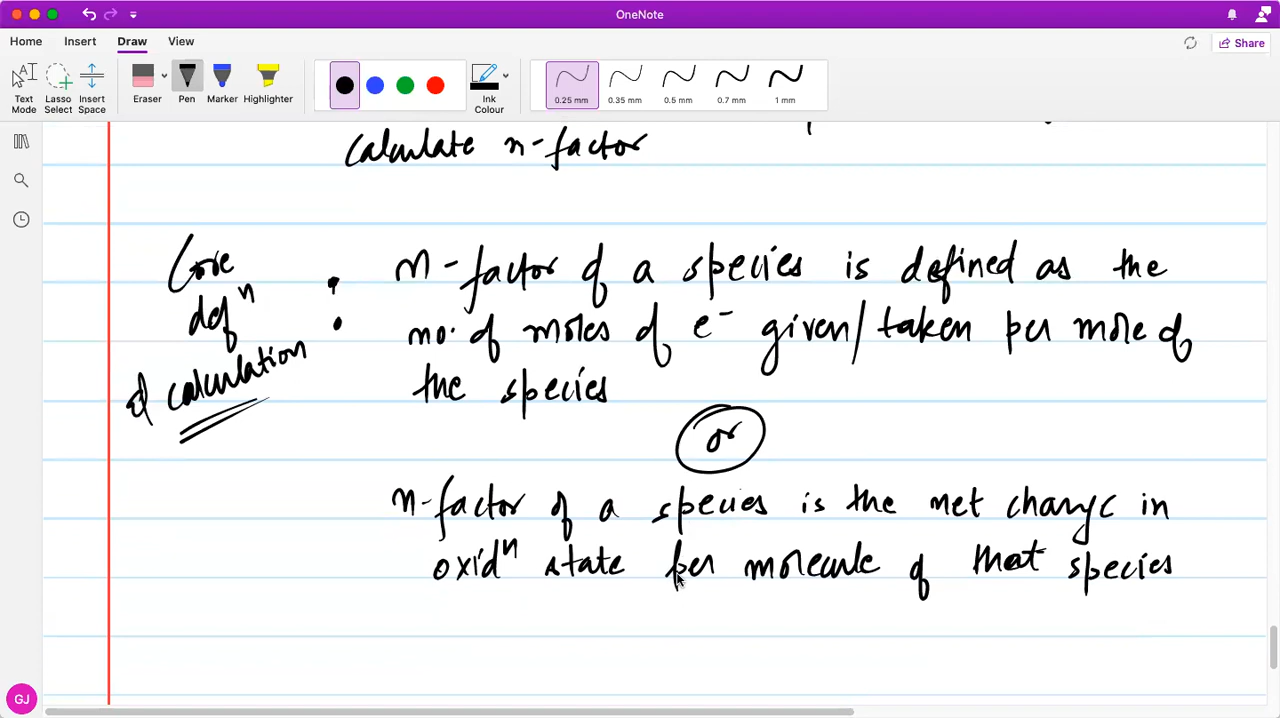 OneNote
Home Insert Draw View
Share
Text Mode
Lasso Select
Insert Space
Eraser
Pen
Marker
Highlighter
Ink Colour
0.25 mm
0.35 mm
0.5 mm
0.7 mm
1 mm
Calculate n-factor
Core
defⁿ
calculation
:
n-factor of a species is defined as the
no. of moles of e⁻ given/taken per mole of
the species
or
n-factor of a species is the net change in
oxidⁿ state per molecule of that species
GJ